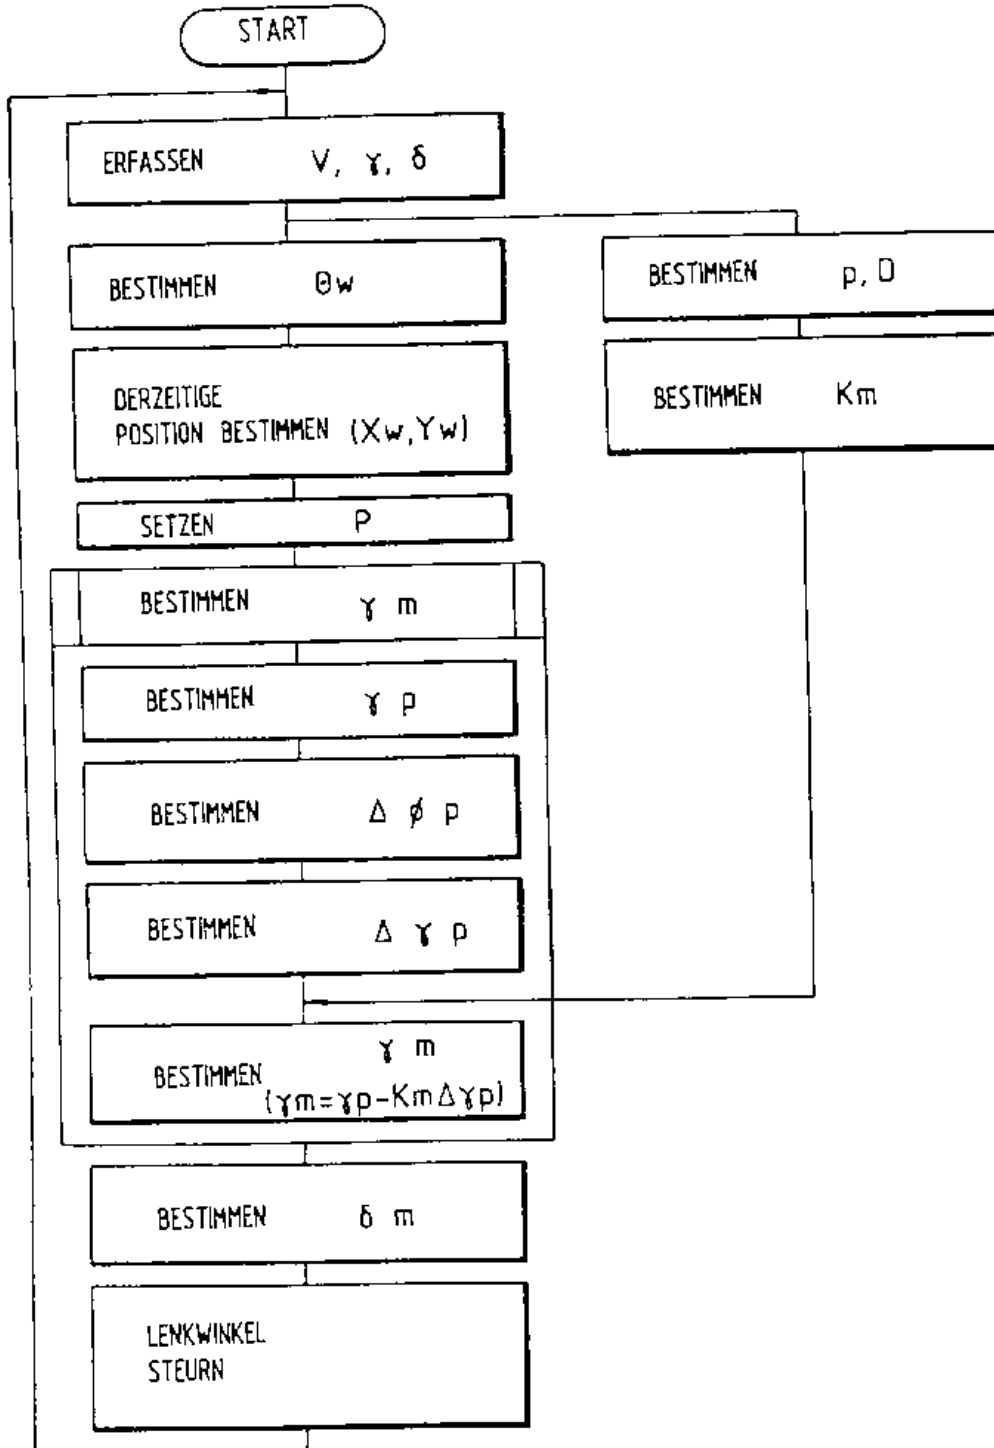 START
ERFASSEN V, γ, δ
BESTIMMEN θw
DERZEITIGE
POSITION BESTIMMEN (Xw,Yw)
SETZEN P
BESTIMMEN γ m
BESTIMMEN γ p
BESTIMMEN Δ ϕ p
BESTIMMEN Δ γ p
BESTIMMEN γ m
(γm=γp-KmΔγp)
BESTIMMEN δ m
LENKWINKEL
STEURN
BESTIMMEN p, D
BESTIMMEN Km